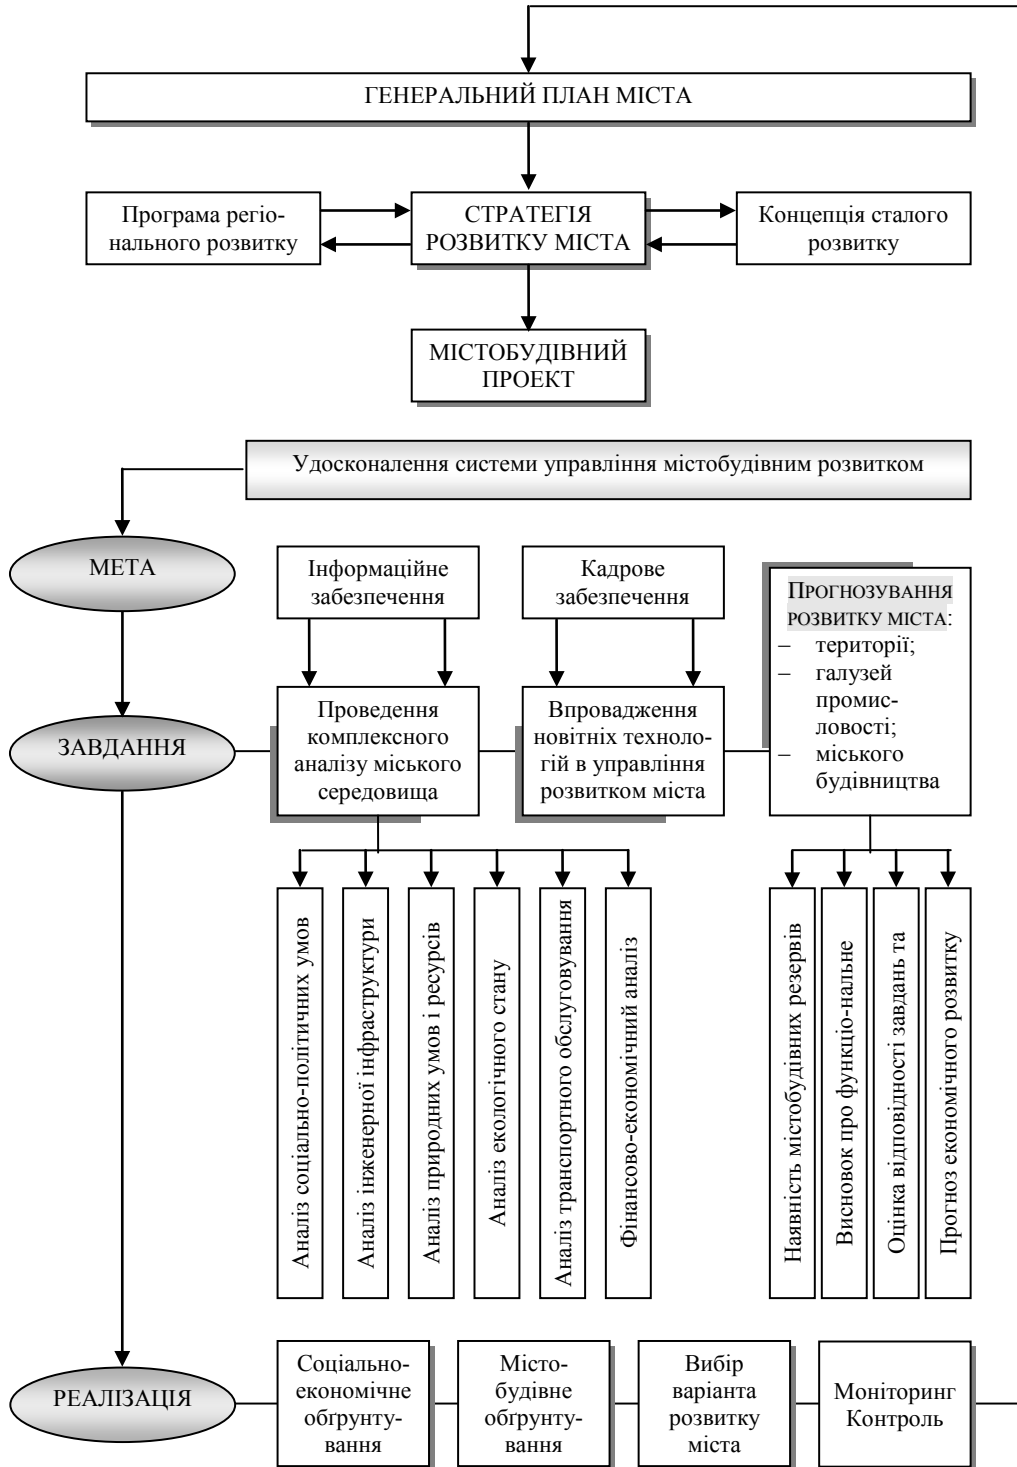 ГЕНЕРАЛЬНИЙ ПЛАН МІСТА
Програма регіо-
нального розвитку
СТРАТЕГІЯ
РОЗВИТКУ МІСТА
Концепція сталого
розвитку
МІСТОБУДІВНИЙ
ПРОЕКТ
Удосконалення системи управління містобудівним розвитком
МЕТА
Інформаційне
забезпечення
Кадрове
забезпечення
ПРОГНОЗУВАННЯ
РОЗВИТКУ МІСТА:
– території;
– галузей
промис-
ловості;
– міського
будівництва
ЗАВДАННЯ
Проведення
комплексного
аналізу міського
середовища
Впровадження
новітніх техноло-
гій в управління
розвитком міста
Аналіз соціально-політичних умов
Аналіз інженерної інфраструктури
Аналіз природних умов і ресурсів
Аналіз екологічного стану
Аналіз транспортного обслуговування
Фінансово-економічний аналіз
Наявність містобудівних резервів
Висновок про функціо-нальне
Оцінка відповідності завдань та
Прогноз економічного розвитку
РЕАЛІЗАЦІЯ
Соціально-
економічне
обґрунту-
вання
Місто-
будівне
обґрунту-
вання
Вибір
варіанта
розвитку
міста
Моніторинг
Контроль